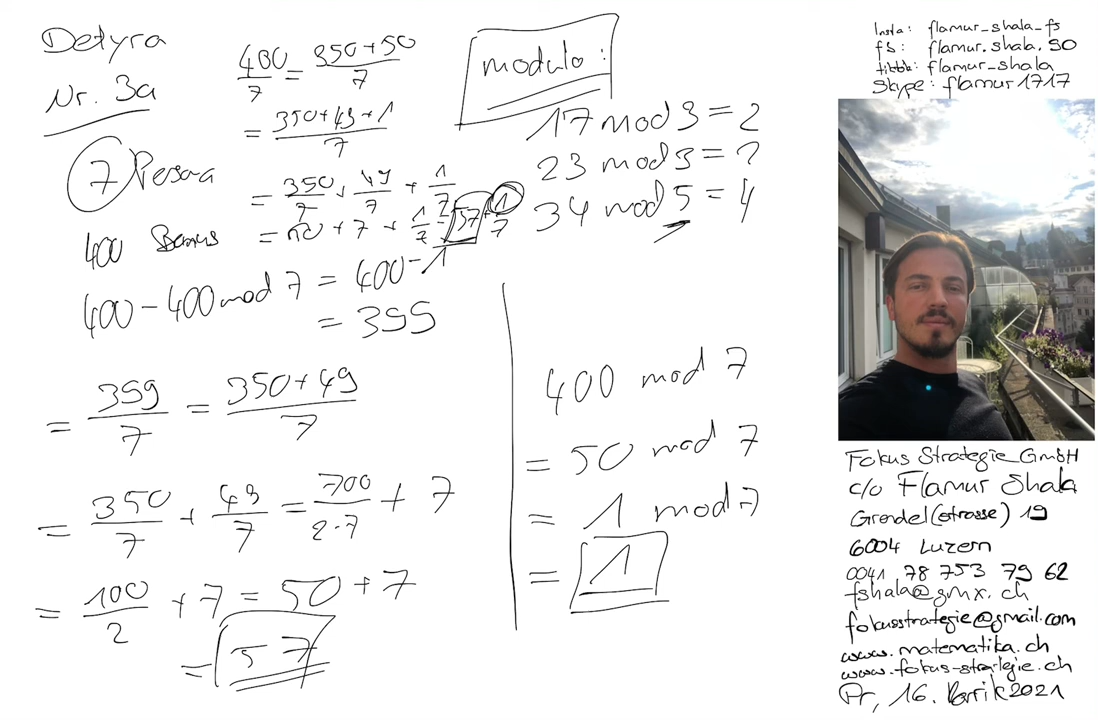 Detyra
Nr. 3a
7 Persona
400 Bonus
400/7 = 350+50/7
= 350+49+1/7
= 350/7 + 49/7 + 1/7
= 50 + 7 + 1/7 = 57 1/7
400 - 400 mod 7 = 400 - 1
= 399
= 399/7 = 350+49/7
= 350/7 + 49/7 = 700/2·7 + 7
= 100/2 + 7 = 50 + 7
= 57
modulo:
17 mod 3 = 2
23 mod 3 = 2
34 mod 5 = 4
400 mod 7
= 50 mod 7
= 1 mod 7
= 1
Insta: flamur_shala_fs
fs: flamur.shala.50
tiktok: flamur_shala
Skype: flamur1717
Fokus Strategie GmbH
c/o Flamur Shala
Grendel(strasse) 19
6004 Luzern
0041 78 753 79 62
fshala@gmx.ch
fokusstrategie@gmail.com
www.matematika.ch
www.fokus-strategie.ch
Pr, 16. Korrik 2021